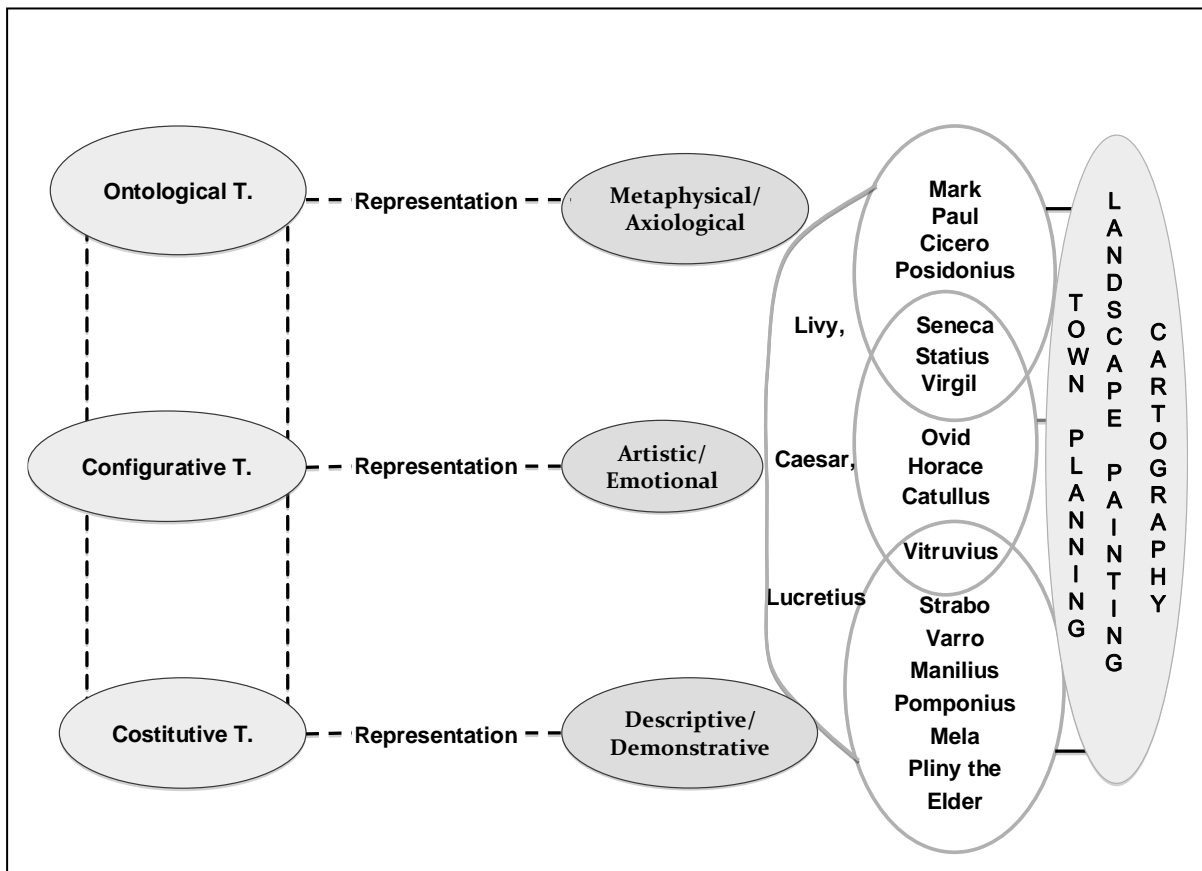 Ontological T.
Representation
Metaphysical/
Axiological
Configurative T.
Representation
Artistic/
Emotional
Costitutive T.
Representation
Descriptive/
Demonstrative
Livy,
Caesar,
Lucretius
Mark
Paul
Cicero
Posidonius
Seneca
Statius
Virgil
Ovid
Horace
Catullus
Vitruvius
Strabo
Varro
Manilius
Pomponius
Mela
Pliny the
Elder
TOWN PLANNING
LANDSCAPE PAINTING
CARTOGRAPHY